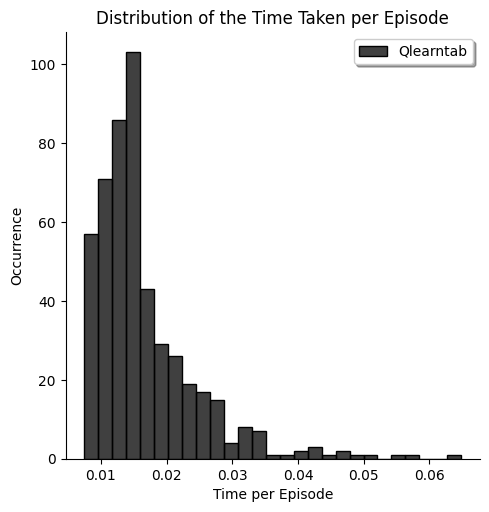 Distribution of the Time Taken per Episode
Qlearntab
100
80
60
40
20
0
Occurrence
0.01 0.02 0.03 0.04 0.05 0.06
Time per Episode